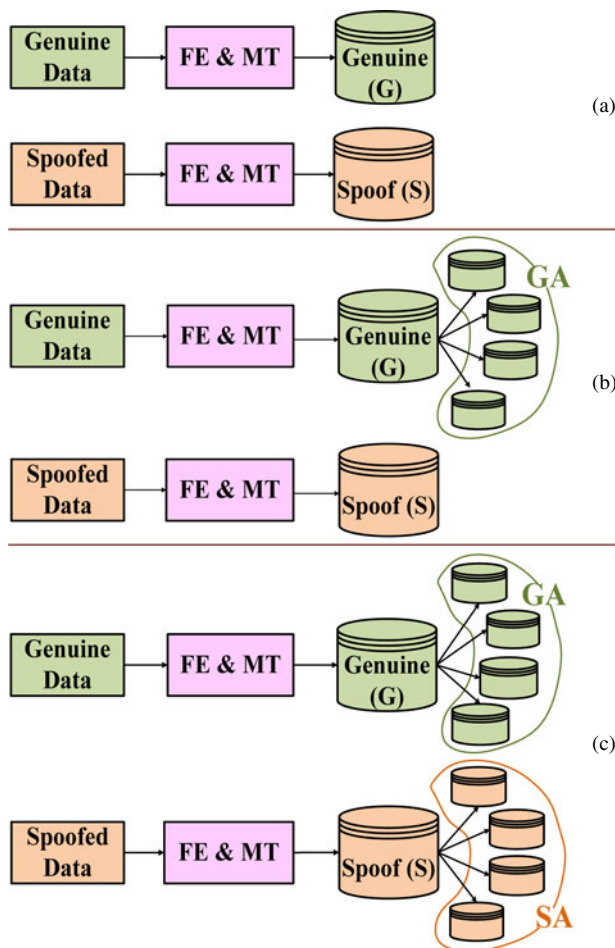 Genuine
Data
FE & MT
Genuine
(G)
(a)
Spoofed
Data
FE & MT
Spoof (S)
GA
Genuine
Data
FE & MT
Genuine
(G)
(b)
Spoofed
Data
FE & MT
Spoof (S)
GA
Genuine
Data
FE & MT
Genuine
(G)
(c)
Spoofed
Data
FE & MT
Spoof (S)
SA